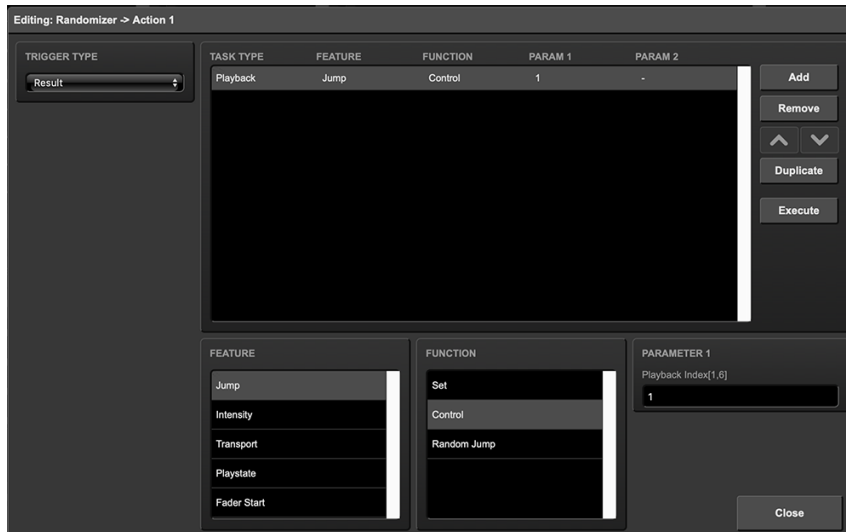 Editing: Randomizer -> Action 1
TRIGGER TYPE
Result
TASK TYPE FEATURE FUNCTION PARAM 1 PARAM 2
Playback Jump Control 1 -
Add
Remove
Duplicate
Execute
FEATURE
Jump
Intensity
Transport
Playstate
Fader Start
FUNCTION
Set
Control
Random Jump
PARAMETER 1
Playback Index[1,6]
1
Close